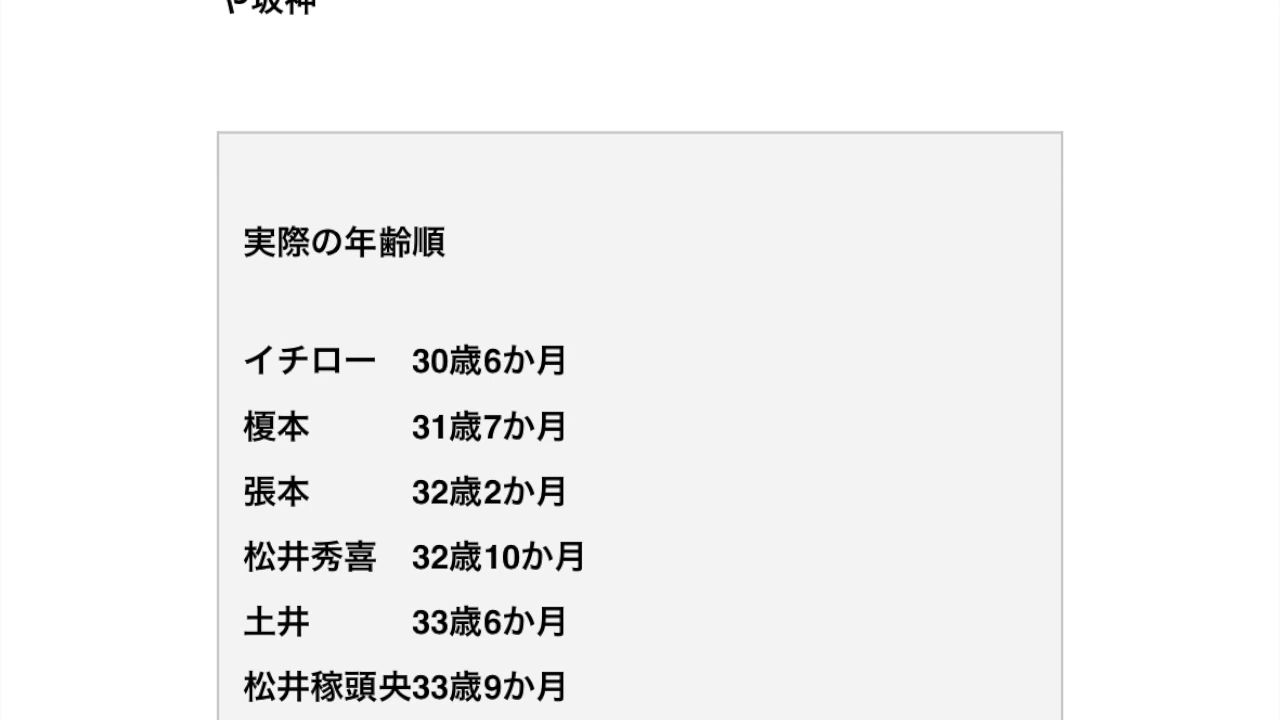 や阪神
実際の年齢順
イチロー 30歳6か月
榎本 31歳7か月
張本 32歳2か月
松井秀喜 32歳10か月
土井 33歳6か月
松井稼頭央33歳9か月